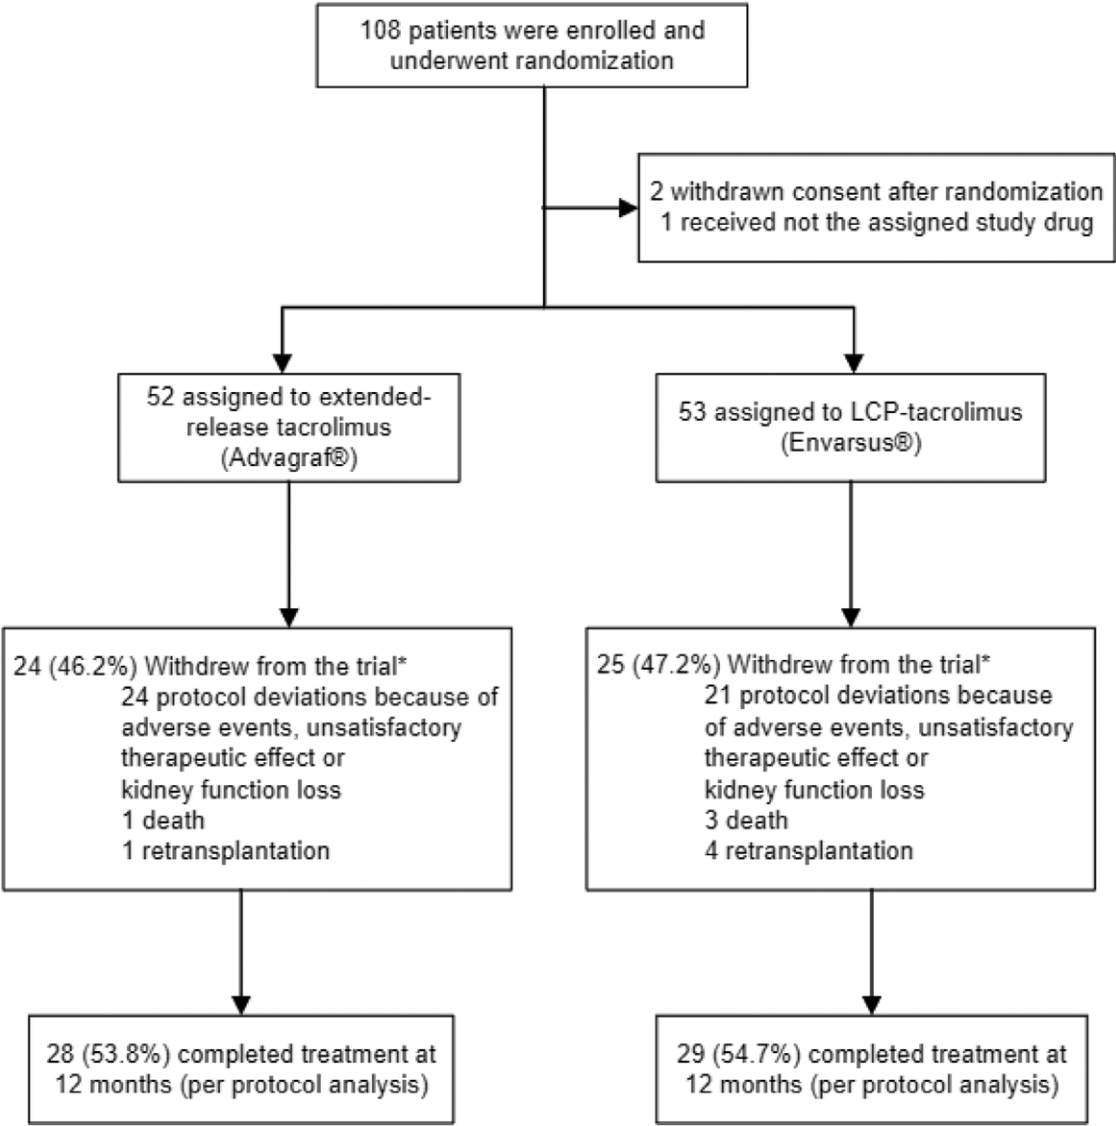 108 patients were enrolled and
underwent randomization
2 withdrawn consent after randomization
1 received not the assigned study drug
52 assigned to extended-
release tacrolimus
(Advagraf®)
53 assigned to LCP-tacrolimus
(Envarsus®)
24 (46.2%) Withdrew from the trial*
24 protocol deviations because of
adverse events, unsatisfactory
therapeutic effect or
kidney function loss
1 death
1 retransplantation
25 (47.2%) Withdrew from the trial*
21 protocol deviations because
of adverse events, unsatisfactory
therapeutic effect or
kidney function loss
3 death
4 retransplantation
28 (53.8%) completed treatment at
12 months (per protocol analysis)
29 (54.7%) completed treatment at
12 months (per protocol analysis)